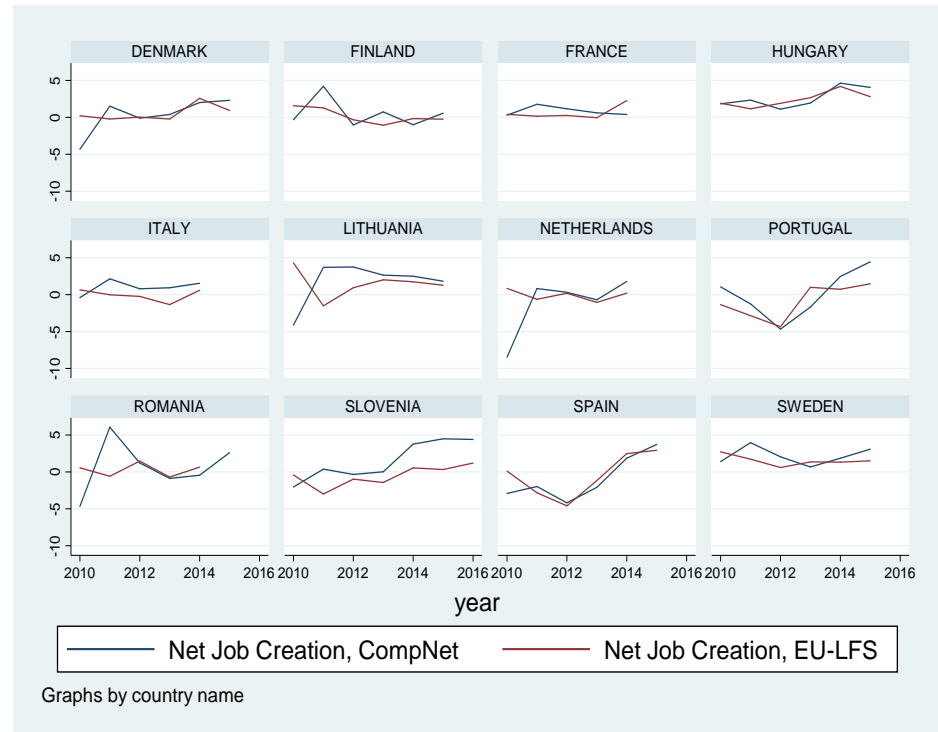 DENMARK FINLAND FRANCE HUNGARY
5
0
-5
-10
ITALY LITHUANIA NETHERLANDS PORTUGAL
5
0
-5
-10
ROMANIA SLOVENIA SPAIN SWEDEN
5
0
-5
-10
2010 2012 2014 2016 2010 2012 2014 2016 2010 2012 2014 2016 2010 2012 2014 2016
year
Net Job Creation, CompNet Net Job Creation, EU-LFS
Graphs by country name